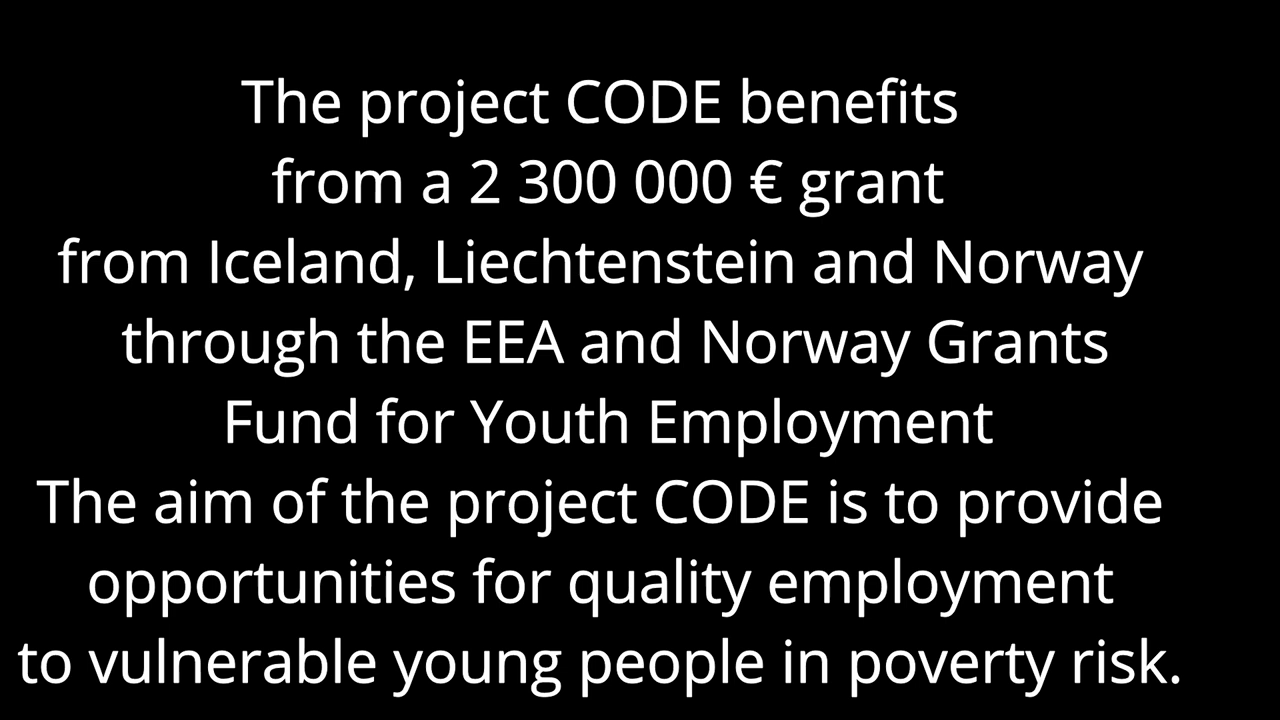 The project CODE benefits
from a 2 300 000 € grant
from Iceland, Liechtenstein and Norway
through the EEA and Norway Grants
Fund for Youth Employment
The aim of the project CODE is to provide
opportunities for quality employment
to vulnerable young people in poverty risk.